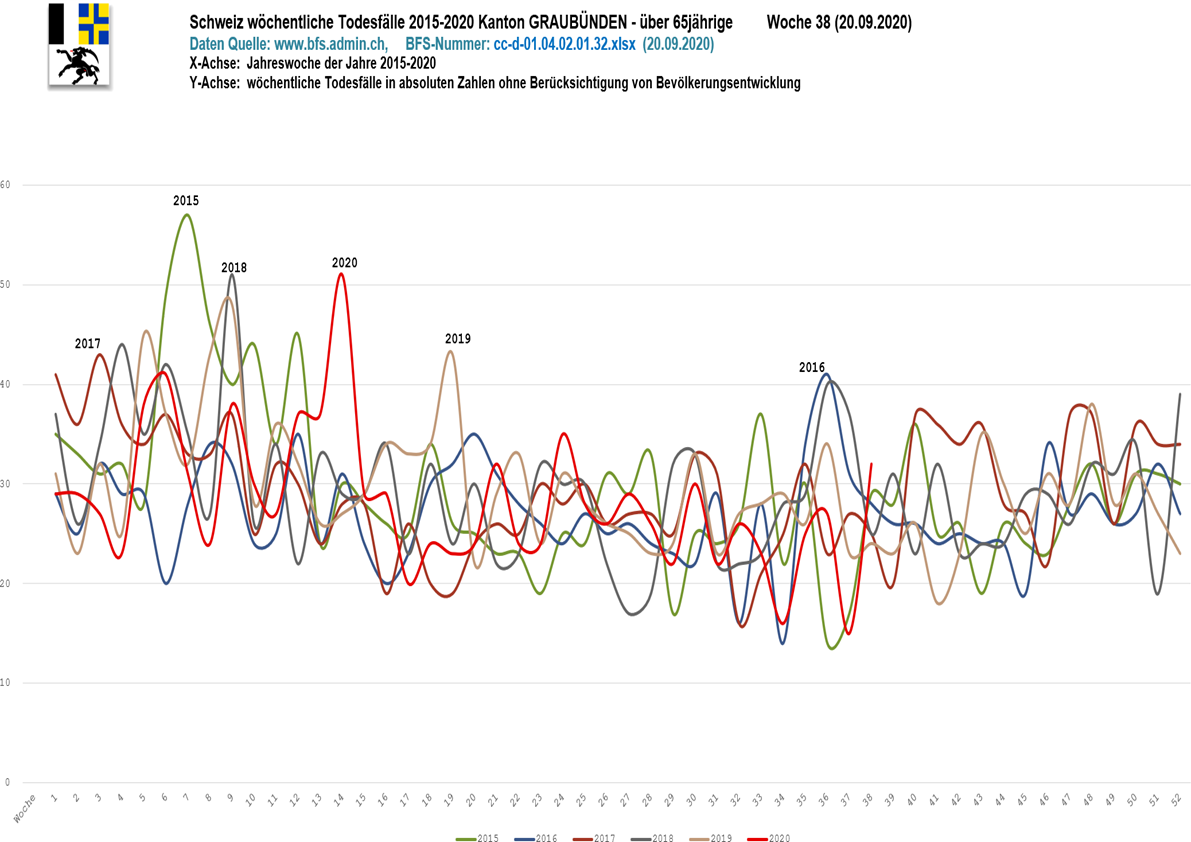 Schweiz wöchentliche Todesfälle 2015-2020 Kanton GRAUBÜNDEN - über 65jährige Woche 38 (20.09.2020)
Daten Quelle: www.bfs.admin.ch, BFS-Nummer: cc-d-01.04.02.01.32.xlsx (20.09.2020)
X-Achse: Jahreswoche der Jahre 2015-2020
Y-Achse: wöchentliche Todesfälle in absoluten Zahlen ohne Berücksichtigung von Bevölkerungsentwicklung
60
2015
2018
2020
50
2017
2019
2016
40
30
20
10
0
Woche 1 2 3 4 5 6 7 8 9 10 11 12 13 14 15 16 17 18 19 20 21 22 23 24 25 26 27 28 29 30 31 32 33 34 35 36 37 38 39 40 41 42 43 44 45 46 47 48 49 50 51 52
2015 2016 2017 2018 2019 2020